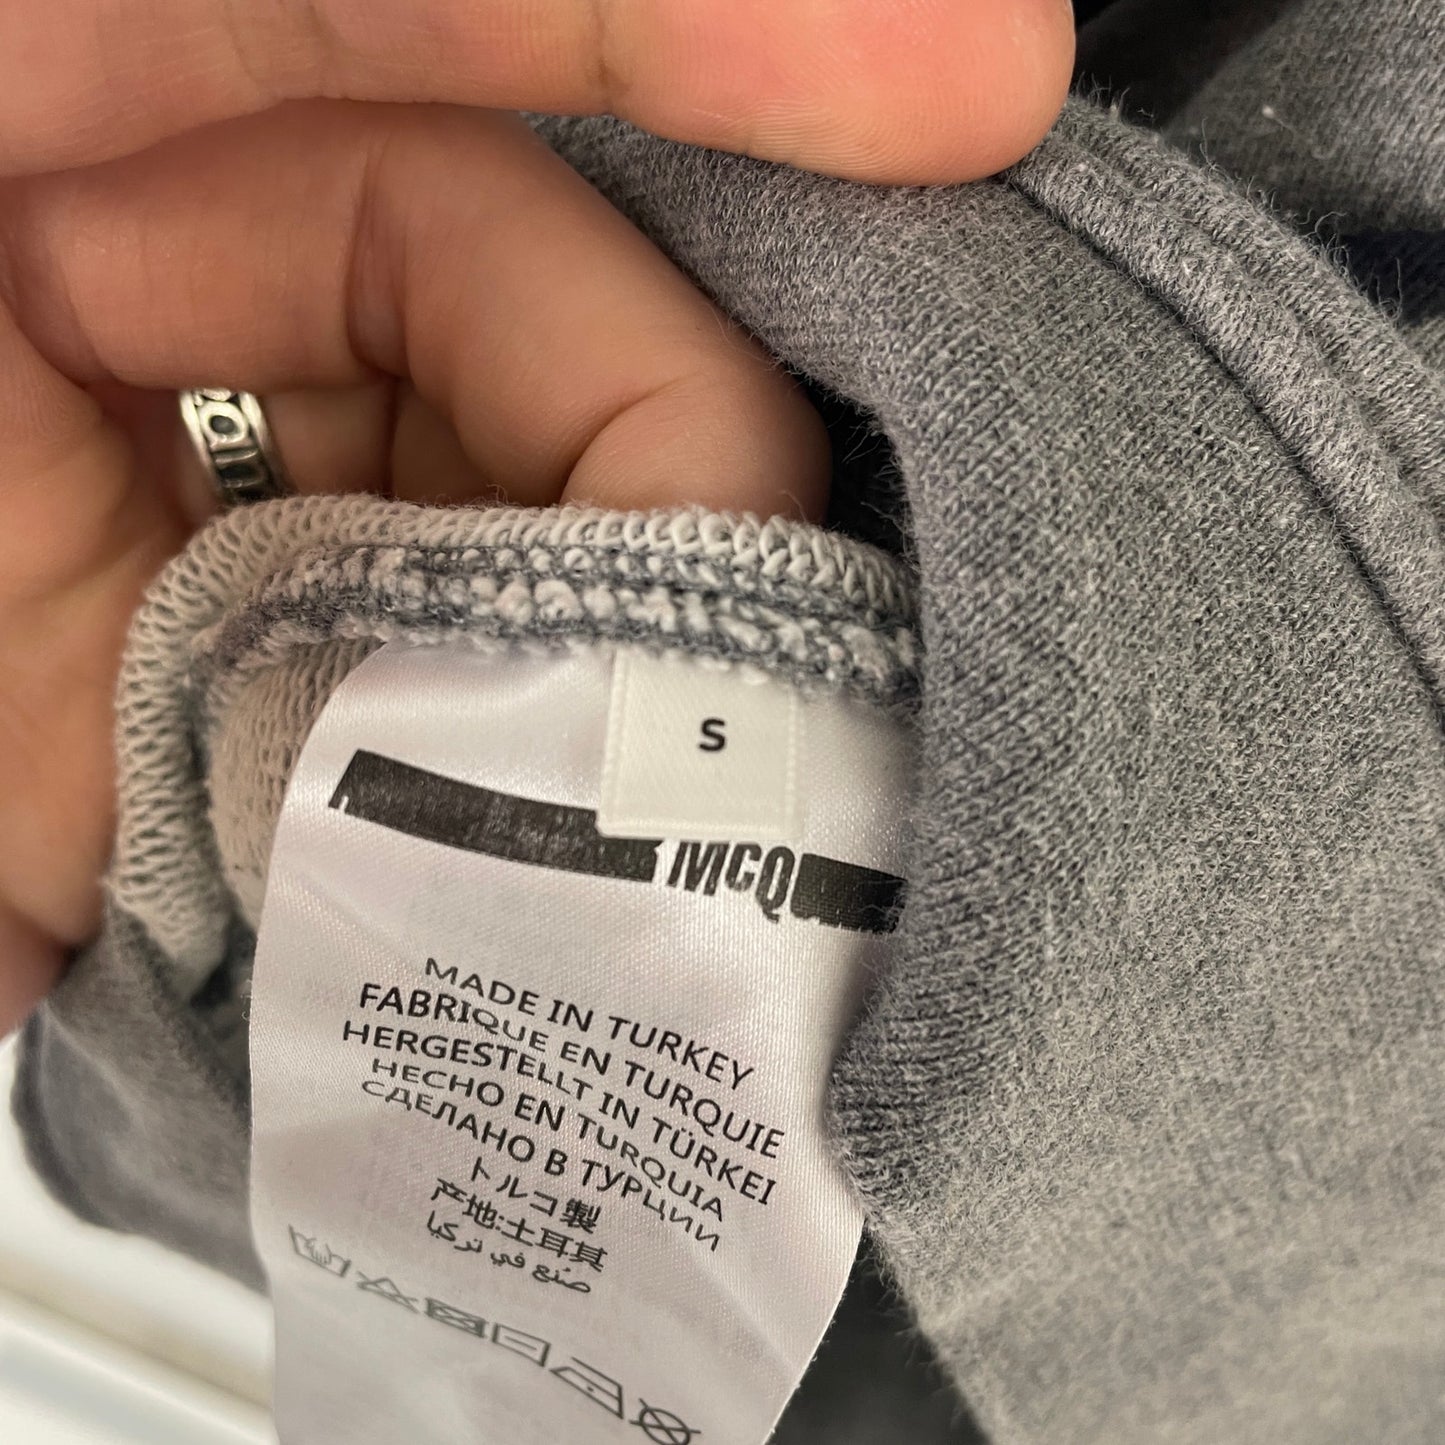 S
MCQ
MADE IN TURKEY
FABRIQUE EN TURQUIE
HERGESTELLT IN TÜRKEI
HECHO EN TURQUIA
СДЕЛАНО В ТУРЦИИ
トルコ製
产地:土耳其
صُنع في تركيا